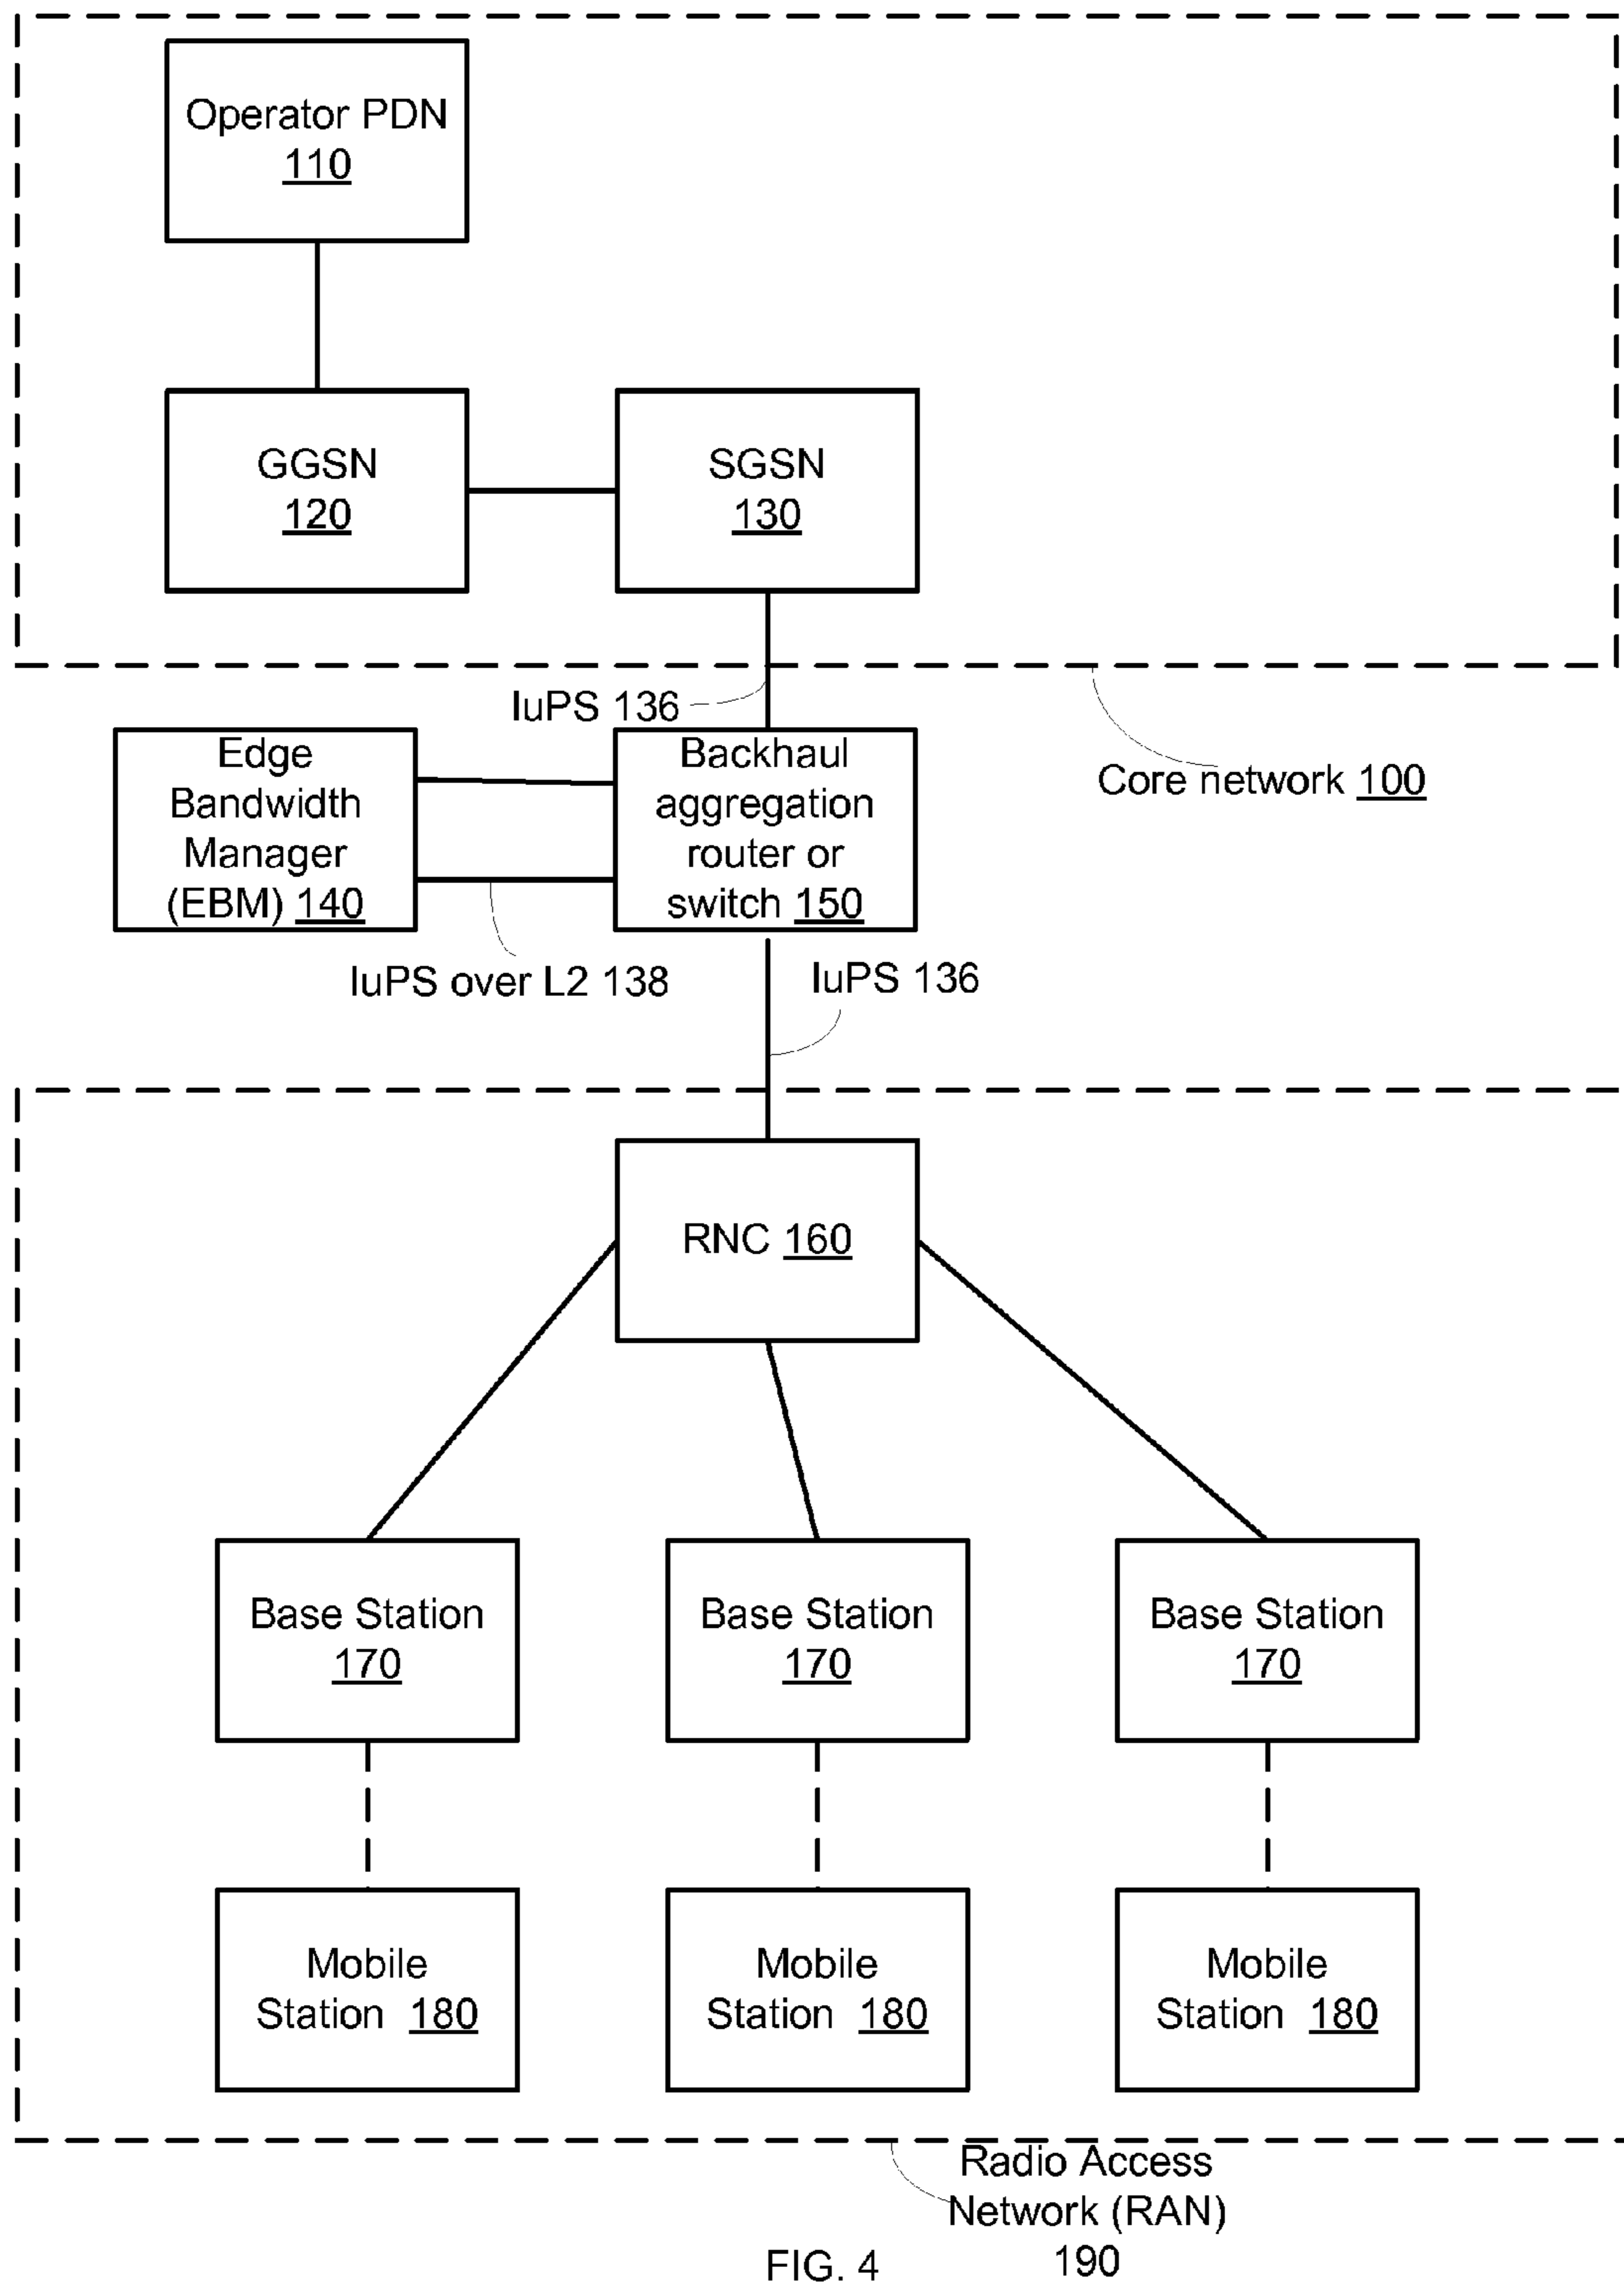 Operator PDN
110
GGSN
120
SGSN
130
IuPS 136
Core network 100
Edge
Bandwidth
Manager
(EBM) 140
Backhaul
aggregation
router or
switch 150
IuPS over L2 138
IuPS 136
RNC 160
Base Station
170
Base Station
170
Base Station
170
Mobile
Station 180
Mobile
Station 180
Mobile
Station 180
Radio Access
Network (RAN)
190
FIG. 4